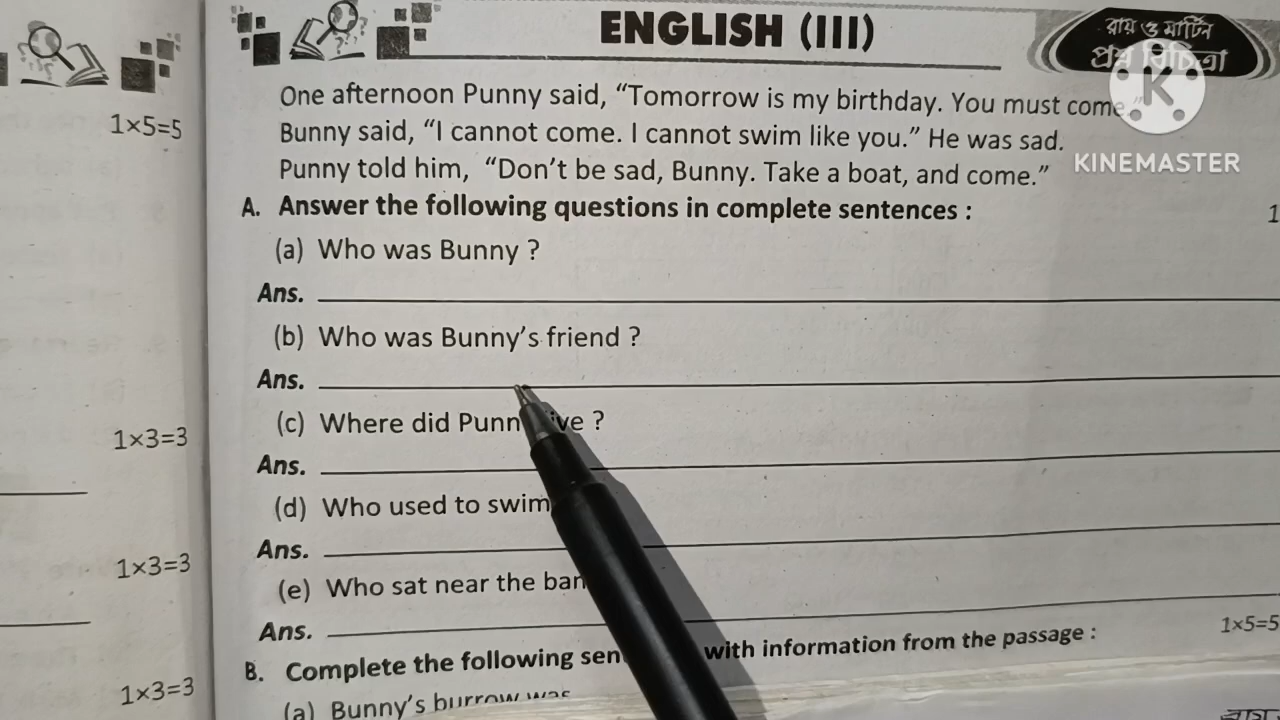 ENGLISH (III)
রায় ও মার্টিন
প্রশ্ন বিচিত্রা
K
KINEMASTER
1×5=5
One afternoon Punny said, “Tomorrow is my birthday. You must come.”
Bunny said, “I cannot come. I cannot swim like you.” He was sad.
Punny told him, “Don’t be sad, Bunny. Take a boat, and come.”
A. Answer the following questions in complete sentences :
1
(a) Who was Bunny ?
Ans.
(b) Who was Bunny’s friend ?
Ans.
(c) Where did ?
1×3=3
Ans.
(d) Who used to swim
Ans.
1×3=3
(e) Who sat near the
Ans.
1×5=5
B. Complete the following with information from the passage :
1×3=3
(a) Bunny’s burrow was